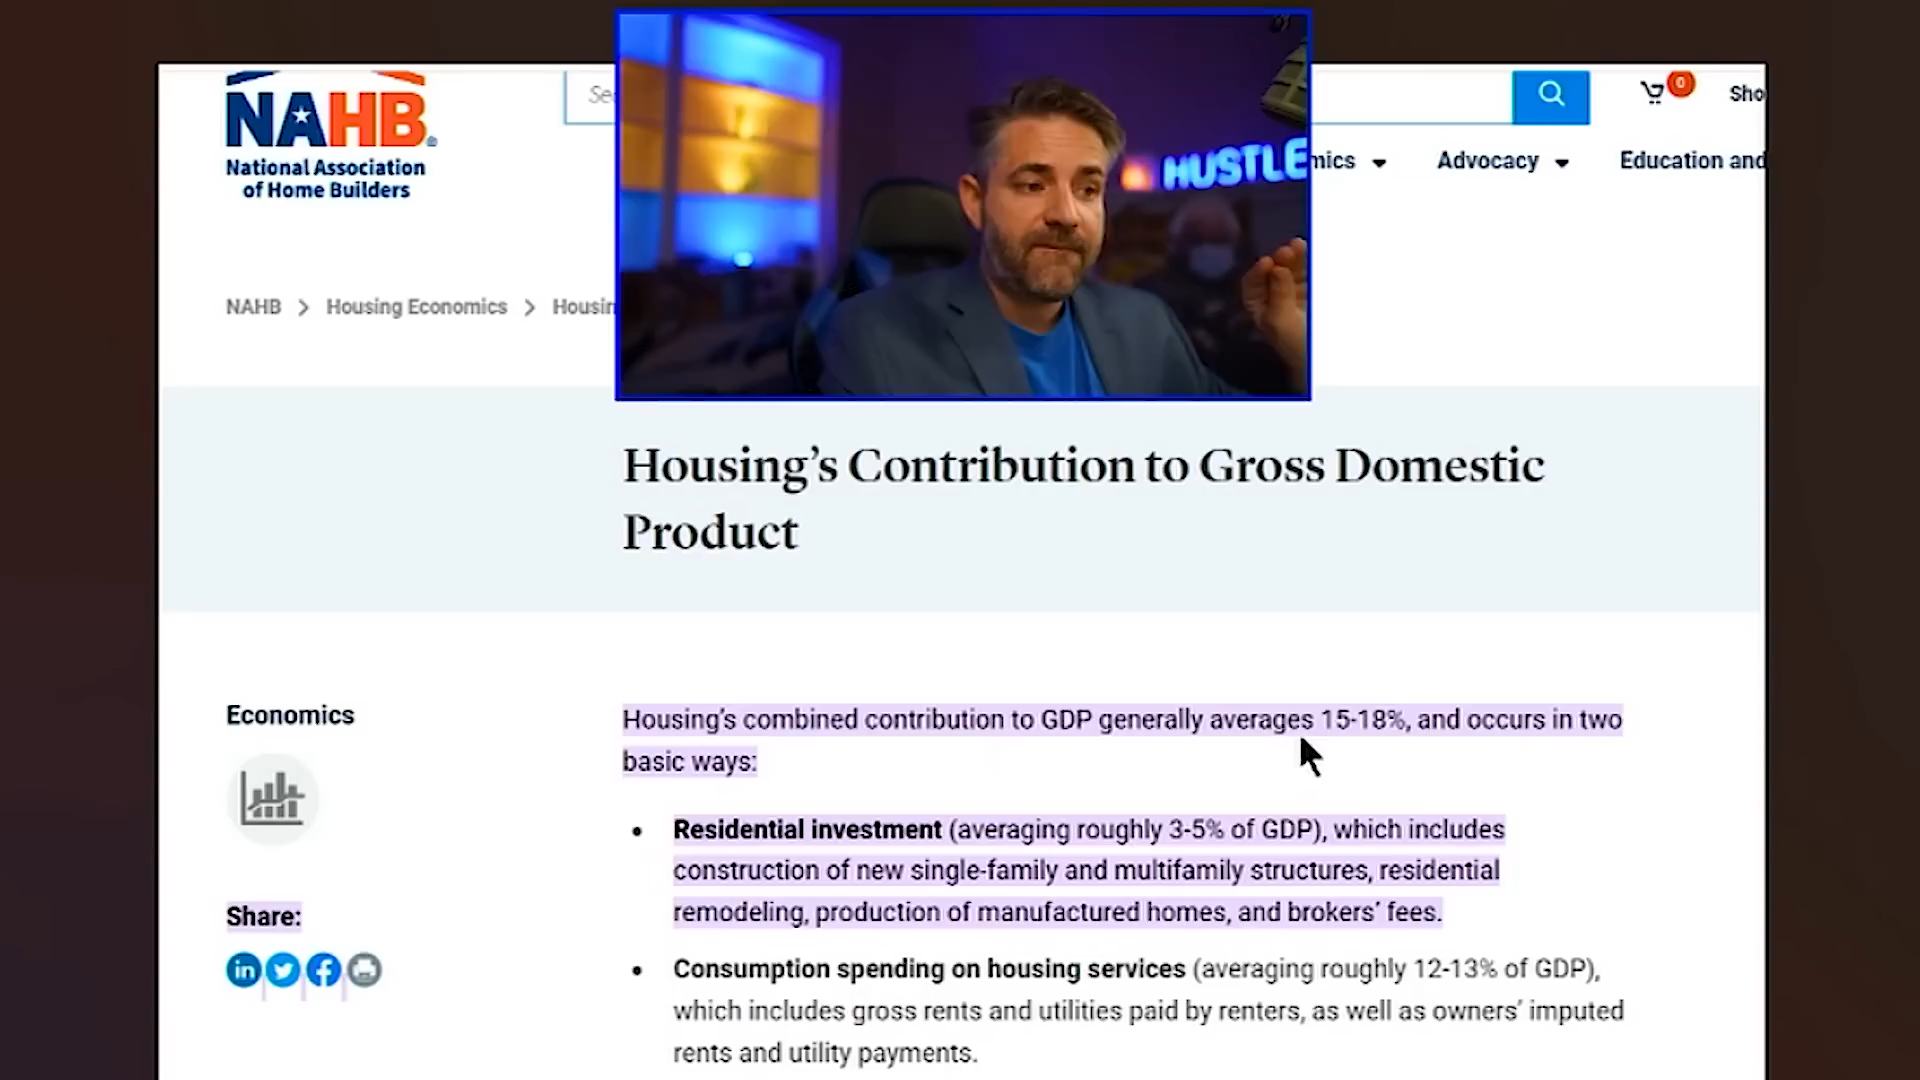 NAHB
National Association
of Home Builders
0
Advocacy
Education and
HUSTLE
NAHB > Housing Economics >
Housing's Contribution to Gross Domestic
Product
Economics
Housing's combined contribution to GDP generally averages 15-18%, and occurs in two
basic ways:
• Residential investment (averaging roughly 3-5% of GDP), which includes
construction of new single-family and multifamily structures, residential
remodeling, production of manufactured homes, and brokers' fees.
Share:
in
f
• Consumption spending on housing services (averaging roughly 12-13% of GDP),
which includes gross rents and utilities paid by renters, as well as owners' imputed
rents and utility payments.